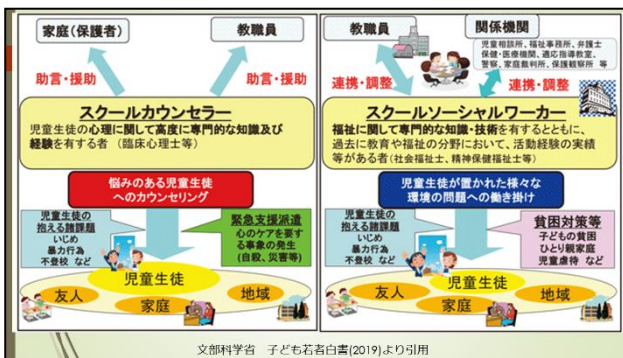 家庭(保護者)
教職員
助言・援助
助言・援助
スクールカウンセラー
児童生徒の心理に関して高度に専門的な知識及び
経験を有する者 (臨床心理士等)
悩みのある児童生徒
へのカウンセリング
児童生徒の
抱える諸課題
いじめ
暴力行為
不登校 など
緊急支援派遣
心のケアを要する
る事象の発生
(自殺、災害等)
児童生徒
友人
家庭
地域
教職員
関係機関
児童相談所、福祉事務所、弁護士
保健・医療機関、適応指導教室、
警察、家庭裁判所、保護観察所 等
連携・調整
連携・調整
スクールソーシャルワーカー
福祉に関して専門的な知識・技術を有するとともに、
過去に教育や福祉の分野において、活動経験の実績
等がある者(社会福祉士、精神保健福祉士等)
児童生徒が置かれた様々な
環境の問題への働き掛け
児童生徒の
抱える諸課題
いじめ
暴力行為
不登校 など
貧困対策等
子どもの貧困
ひとり親家庭
児童虐待 など
児童生徒
友人
家庭
地域
文部科学省 子ども若者白書(2019)より引用